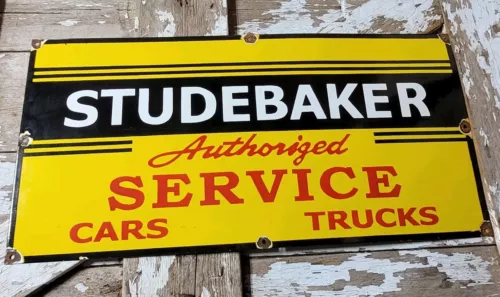 STUDEBAKER
Authorized
SERVICE
CARS TRUCKS